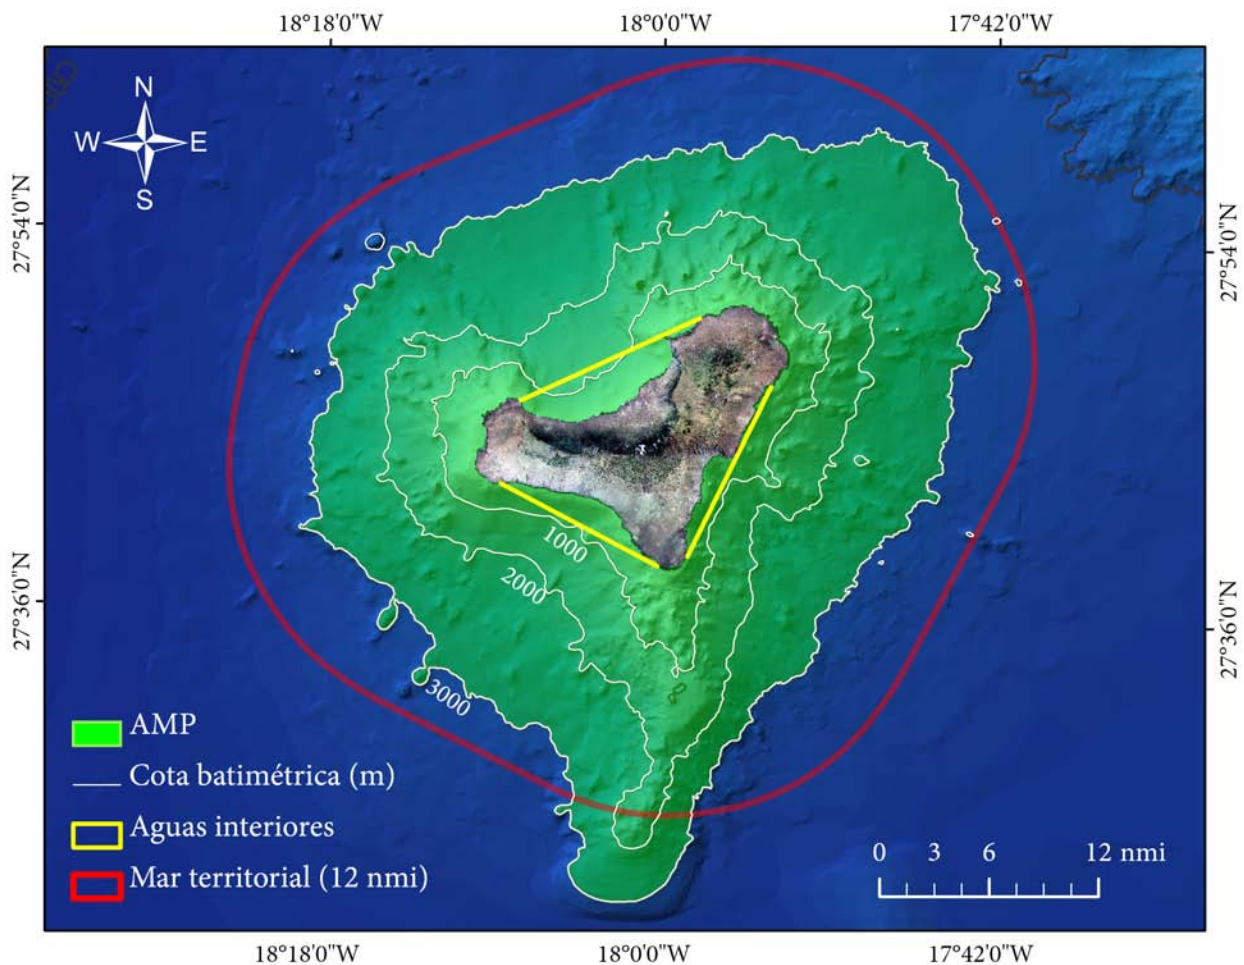 18°18'0"W
18°0'0"W
17°42'0"W
N
W E
S
27°54'0"N
27°54'0"N
1000
2000
27°36'0"N
27°36'0"N
3000
AMP
Cota batimétrica (m)
Aguas interiores
Mar territorial (12 nmi)
0 3 6 12 nmi
18°18'0"W
18°0'0"W
17°42'0"W